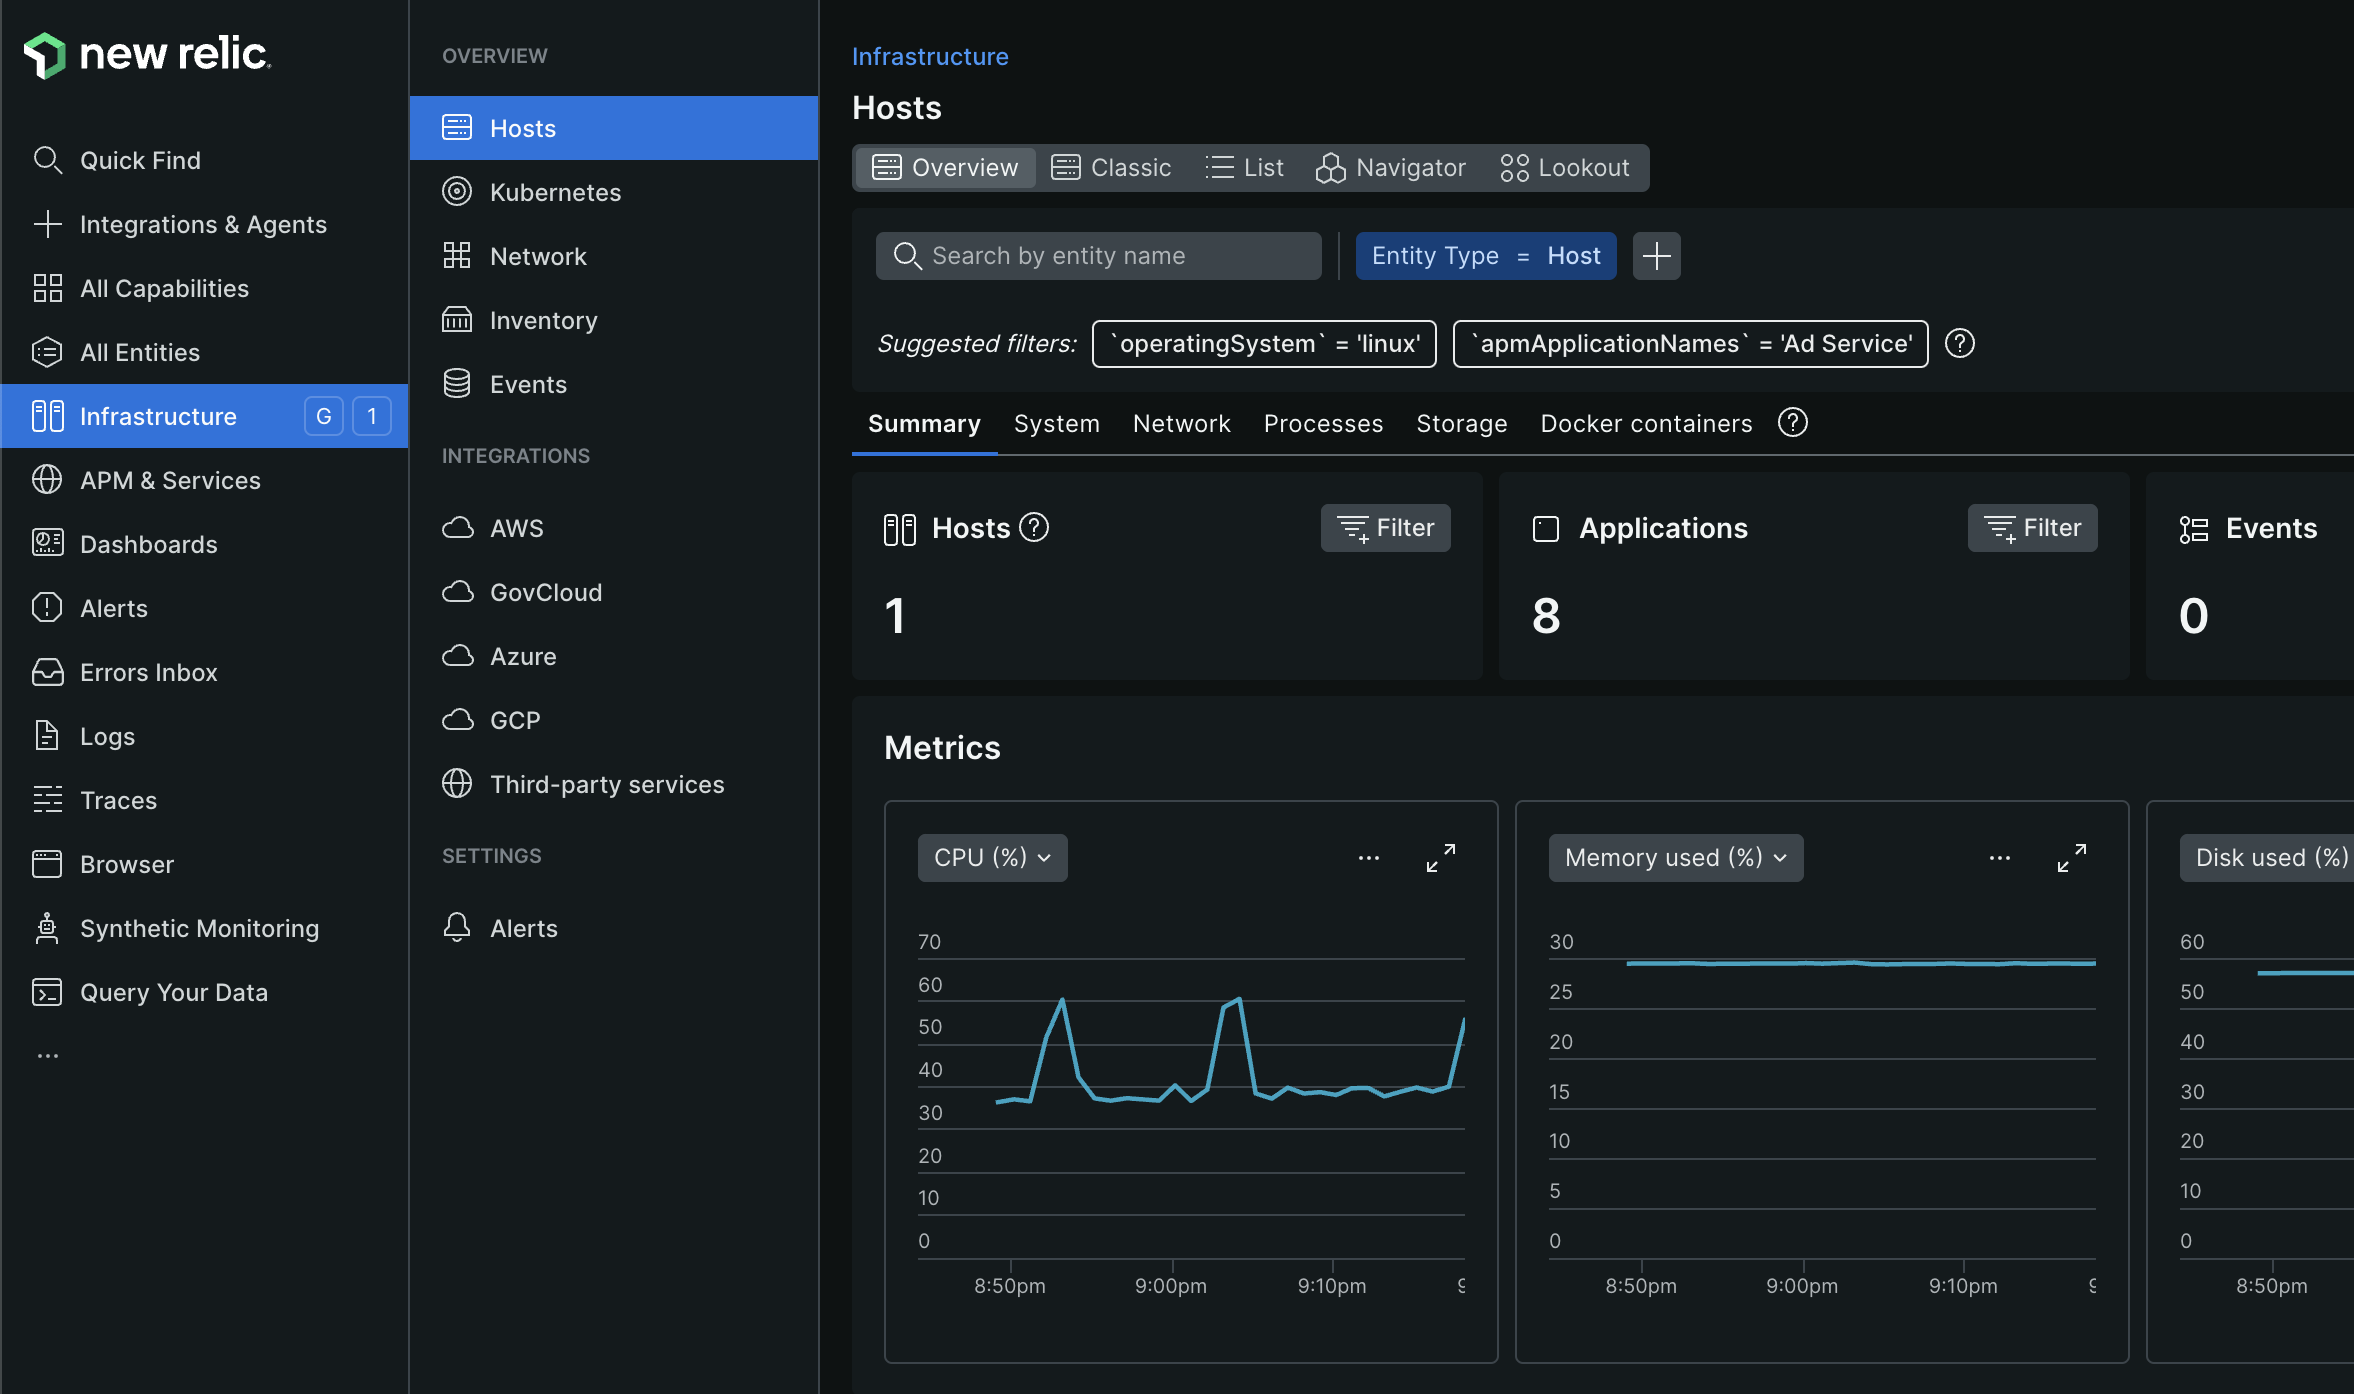 new relic
Quick Find
Integrations & Agents
All Capabilities
All Entities
Infrastructure G 1
APM & Services
Dashboards
Alerts
Errors Inbox
Logs
Traces
Browser
Synthetic Monitoring
Query Your Data
...
OVERVIEW
Hosts
Kubernetes
Network
Inventory
Events
INTEGRATIONS
AWS
GovCloud
Azure
GCP
Third-party services
SETTINGS
Alerts
Infrastructure
Hosts
Overview Classic List Navigator Lookout
Search by entity name Entity Type = Host
Suggested filters: `operatingSystem` = 'linux' `apmApplicationNames` = 'Ad Service' ?
Summary System Network Processes Storage Docker containers ?
Hosts ? Filter
1
Applications Filter
8
Events
0
Metrics
CPU (%)
70
60
50
40
30
20
10
0
8:50pm 9:00pm 9:10pm
Memory used (%)
30
25
20
15
10
5
0
8:50pm 9:00pm 9:10pm
Disk used (%)
60
50
40
30
20
10
0
8:50pm